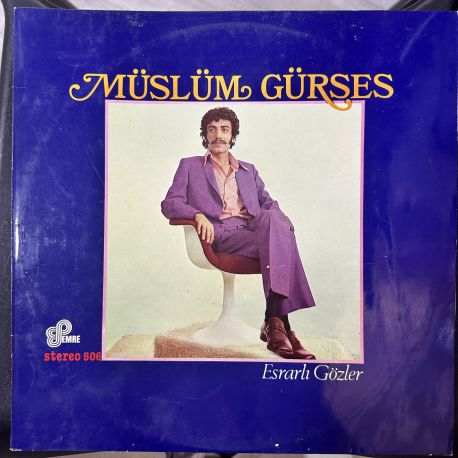 MÜSLÜM GÜRSES
EMRE
stereo 506
Esrarlı Gözler